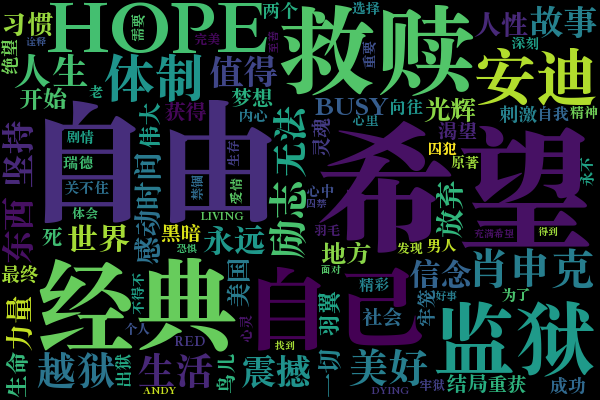 习惯
HOPE
需要
两个
选择
人性
故事
诠释
完美
至善
重要
深刻
绝望
人生
体制
值得
救赎
安迪
开始
老
获得
梦想
BUSY
向往
光辉
刺激
自我
精神
内心
心里
坚持
自由
伟大
无法
灵魂
希望
渴望
囚犯
原著
永不
剧情
瑞德
关不住
体会
感动
时间
禁锢
生存
爱情
励志
心中
囚禁
放弃
LIVING
羽毛
充满希望
得到
东西
死
世界
黑暗
恐惧
永远
地方
发现
男人
面对
最终
经典
不得不
美国
自己
精彩
信念
肖申克
牢笼
好事
为了
力量
个人
RED
心灵
找到
羽翼
社会
监狱
生命
越狱
出狱
生活
鸟儿
震撼
一切
美好
牢狱
结局
重获
成功
ANDY
DYING